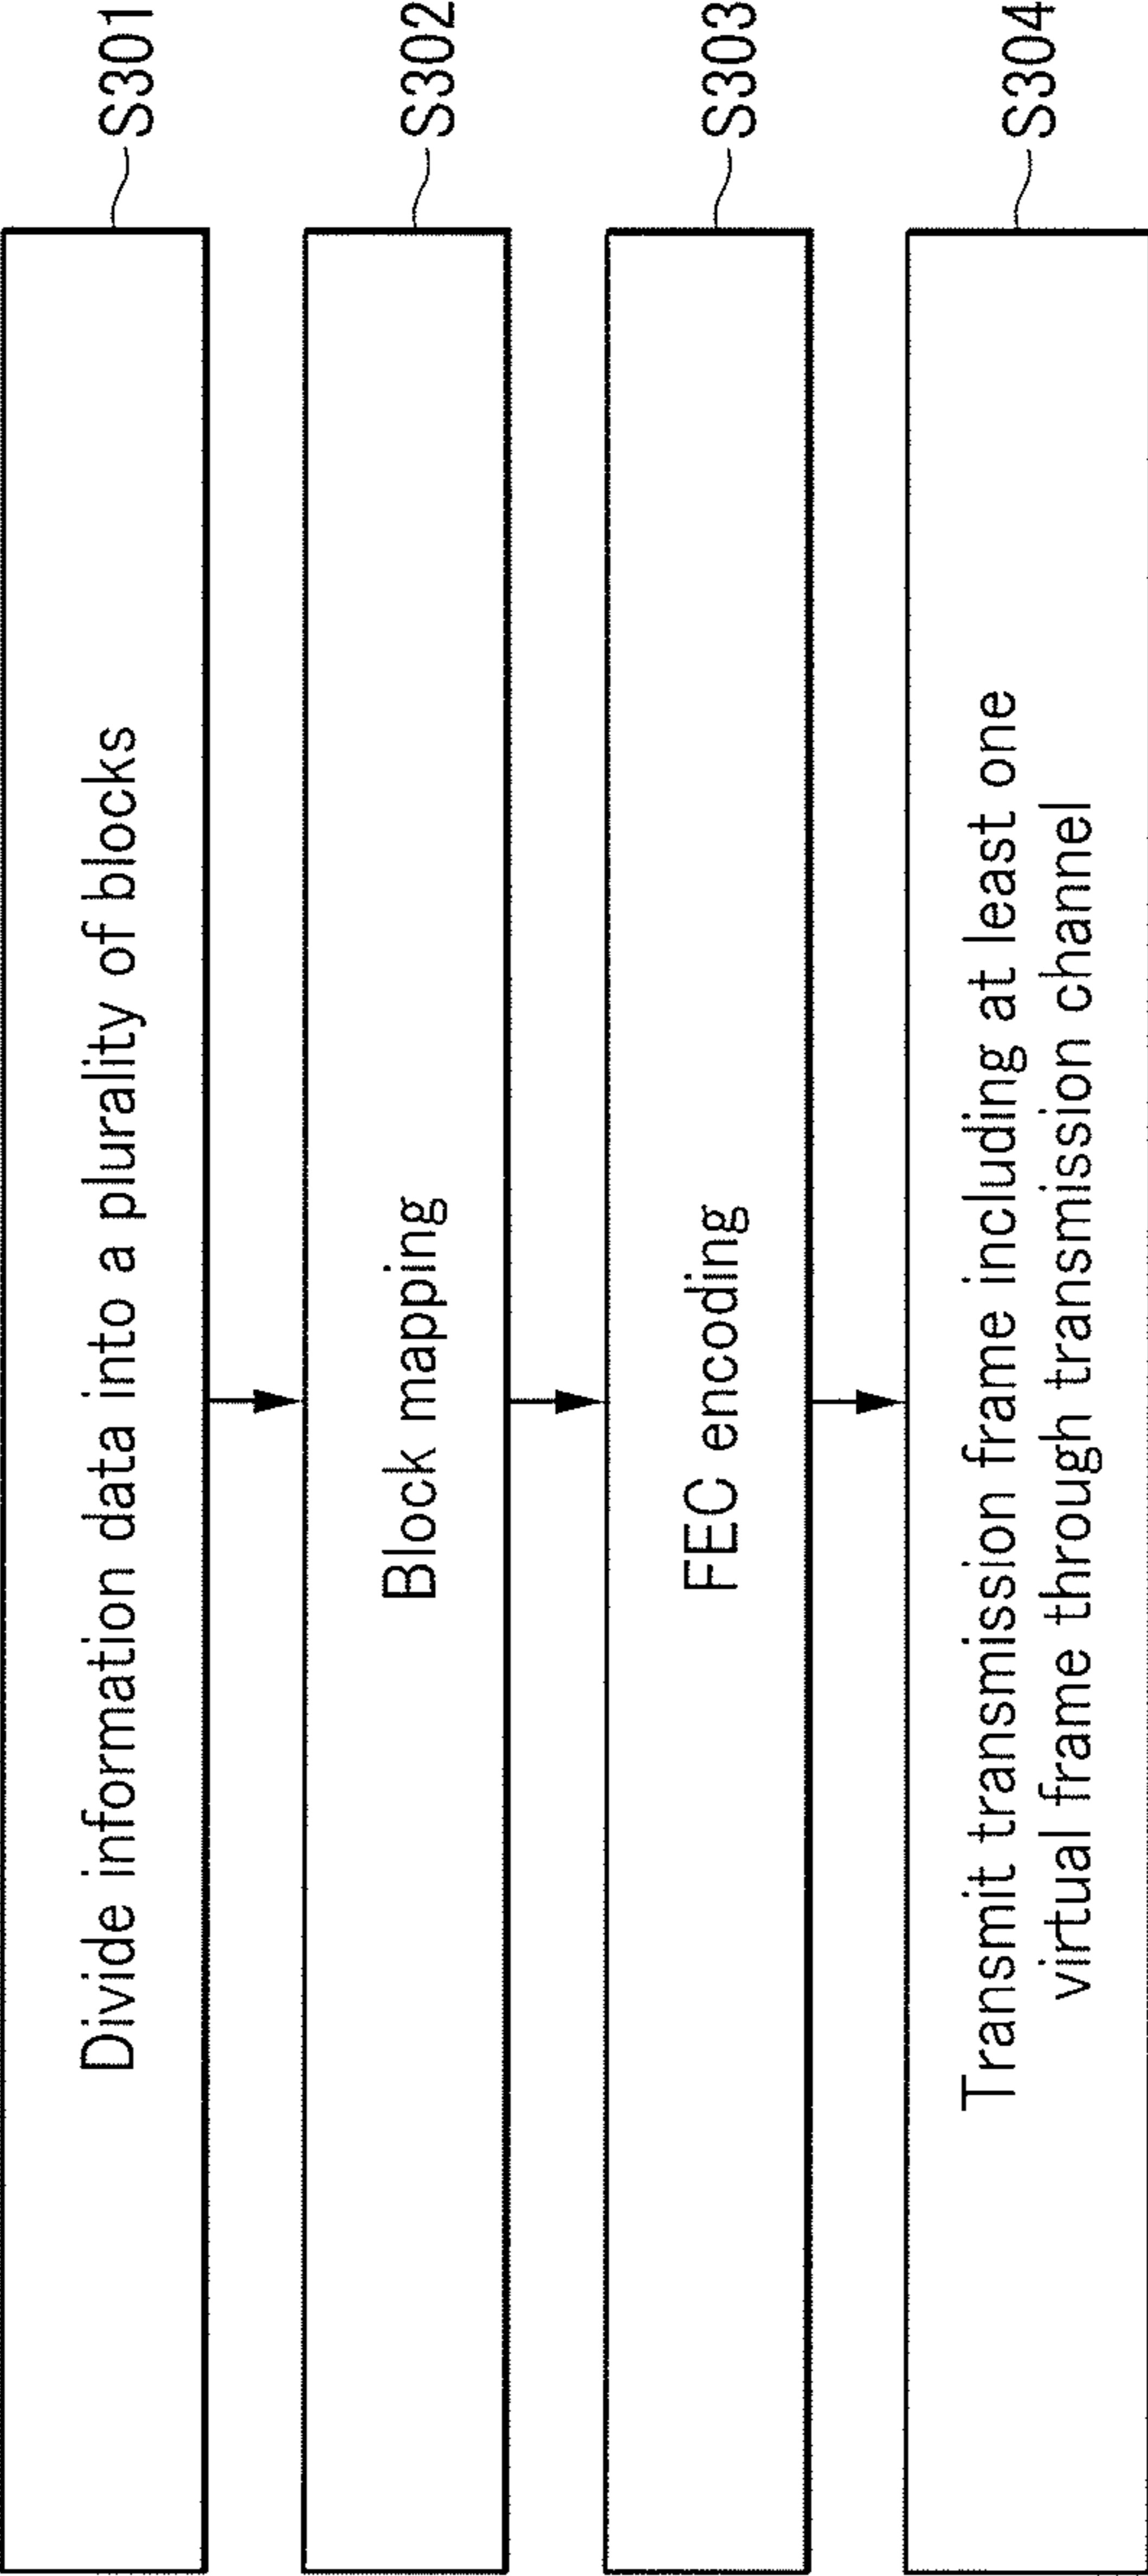 Divide information data into a plurality of blocks
S301
Block mapping
S302
FEC encoding
S303
Transmit transmission frame including at least one
virtual frame through transmission channel
S304